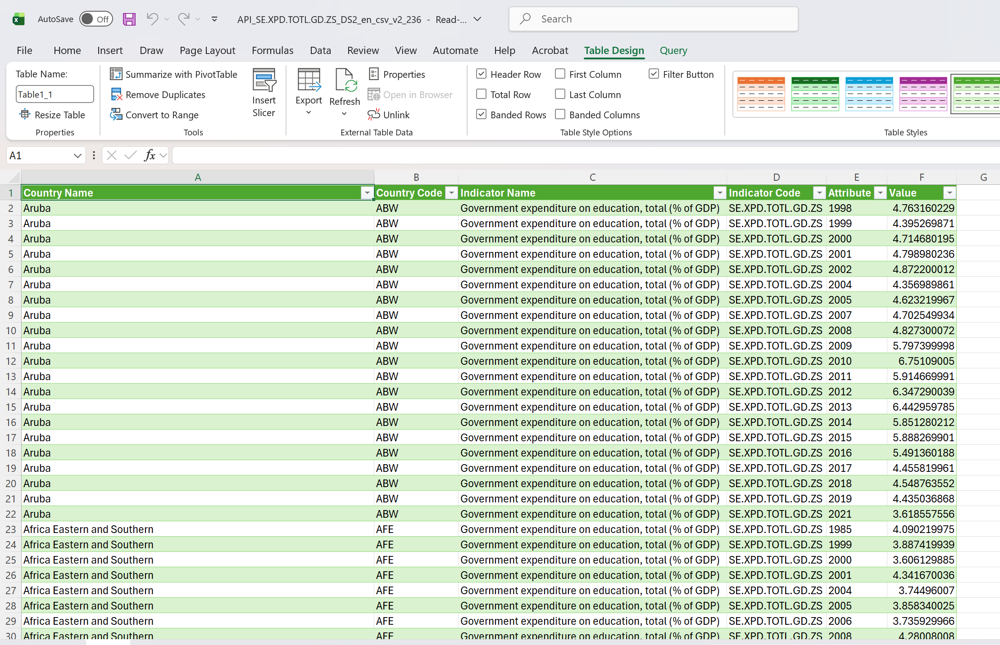 AutoSave Off API_SE.XPD.TOTL.GD.ZS_DS2_en_csv_v2_236 - Read-... Search
File Home Insert Draw Page Layout Formulas Data Review View Automate Help Acrobat Table Design Query
Table Name:
Table1_1
Resize Table
Properties
Summarize with PivotTable
Remove Duplicates
Convert to Range
Insert
Slicer
Tools
Export
Refresh
Properties
Open in Browser
Unlink
External Table Data
Header Row First Column Filter Button
Total Row Last Column
Banded Rows Banded Columns
Table Style Options
Table Styles
A1 fx
A B C D E F G
1 Country Name Country Code Indicator Name Indicator Code Attribute Value
2 Aruba ABW Government expenditure on education, total (% of GDP) SE.XPD.TOTL.GD.ZS 1998 4.763160229
3 Aruba ABW Government expenditure on education, total (% of GDP) SE.XPD.TOTL.GD.ZS 1999 4.395269871
4 Aruba ABW Government expenditure on education, total (% of GDP) SE.XPD.TOTL.GD.ZS 2000 4.714680195
5 Aruba ABW Government expenditure on education, total (% of GDP) SE.XPD.TOTL.GD.ZS 2001 4.798980236
6 Aruba ABW Government expenditure on education, total (% of GDP) SE.XPD.TOTL.GD.ZS 2002 4.872200012
7 Aruba ABW Government expenditure on education, total (% of GDP) SE.XPD.TOTL.GD.ZS 2004 4.356989861
8 Aruba ABW Government expenditure on education, total (% of GDP) SE.XPD.TOTL.GD.ZS 2005 4.623219967
9 Aruba ABW Government expenditure on education, total (% of GDP) SE.XPD.TOTL.GD.ZS 2007 4.702549934
10 Aruba ABW Government expenditure on education, total (% of GDP) SE.XPD.TOTL.GD.ZS 2008 4.827300072
11 Aruba ABW Government expenditure on education, total (% of GDP) SE.XPD.TOTL.GD.ZS 2009 5.797399998
12 Aruba ABW Government expenditure on education, total (% of GDP) SE.XPD.TOTL.GD.ZS 2010 6.75109005
13 Aruba ABW Government expenditure on education, total (% of GDP) SE.XPD.TOTL.GD.ZS 2011 5.914669991
14 Aruba ABW Government expenditure on education, total (% of GDP) SE.XPD.TOTL.GD.ZS 2012 6.347290039
15 Aruba ABW Government expenditure on education, total (% of GDP) SE.XPD.TOTL.GD.ZS 2013 6.442959785
16 Aruba ABW Government expenditure on education, total (% of GDP) SE.XPD.TOTL.GD.ZS 2014 5.851280212
17 Aruba ABW Government expenditure on education, total (% of GDP) SE.XPD.TOTL.GD.ZS 2015 5.888269901
18 Aruba ABW Government expenditure on education, total (% of GDP) SE.XPD.TOTL.GD.ZS 2016 5.491360188
19 Aruba ABW Government expenditure on education, total (% of GDP) SE.XPD.TOTL.GD.ZS 2017 4.455819961
20 Aruba ABW Government expenditure on education, total (% of GDP) SE.XPD.TOTL.GD.ZS 2018 4.548763552
21 Aruba ABW Government expenditure on education, total (% of GDP) SE.XPD.TOTL.GD.ZS 2019 4.435036868
22 Aruba ABW Government expenditure on education, total (% of GDP) SE.XPD.TOTL.GD.ZS 2021 3.618557556
23 Africa Eastern and Southern AFE Government expenditure on education, total (% of GDP) SE.XPD.TOTL.GD.ZS 1985 4.090219975
24 Africa Eastern and Southern AFE Government expenditure on education, total (% of GDP) SE.XPD.TOTL.GD.ZS 1999 3.887419939
25 Africa Eastern and Southern AFE Government expenditure on education, total (% of GDP) SE.XPD.TOTL.GD.ZS 2000 3.606129885
26 Africa Eastern and Southern AFE Government expenditure on education, total (% of GDP) SE.XPD.TOTL.GD.ZS 2001 4.341670036
27 Africa Eastern and Southern AFE Government expenditure on education, total (% of GDP) SE.XPD.TOTL.GD.ZS 2004 3.74496007
28 Africa Eastern and Southern AFE Government expenditure on education, total (% of GDP) SE.XPD.TOTL.GD.ZS 2005 3.858340025
29 Africa Eastern and Southern AFE Government expenditure on education, total (% of GDP) SE.XPD.TOTL.GD.ZS 2006 3.735929966
30 Africa Eastern and Southern AFE Government expenditure on education, total (% of GDP) SE.XPD.TOTL.GD.ZS 2008 4.28008008